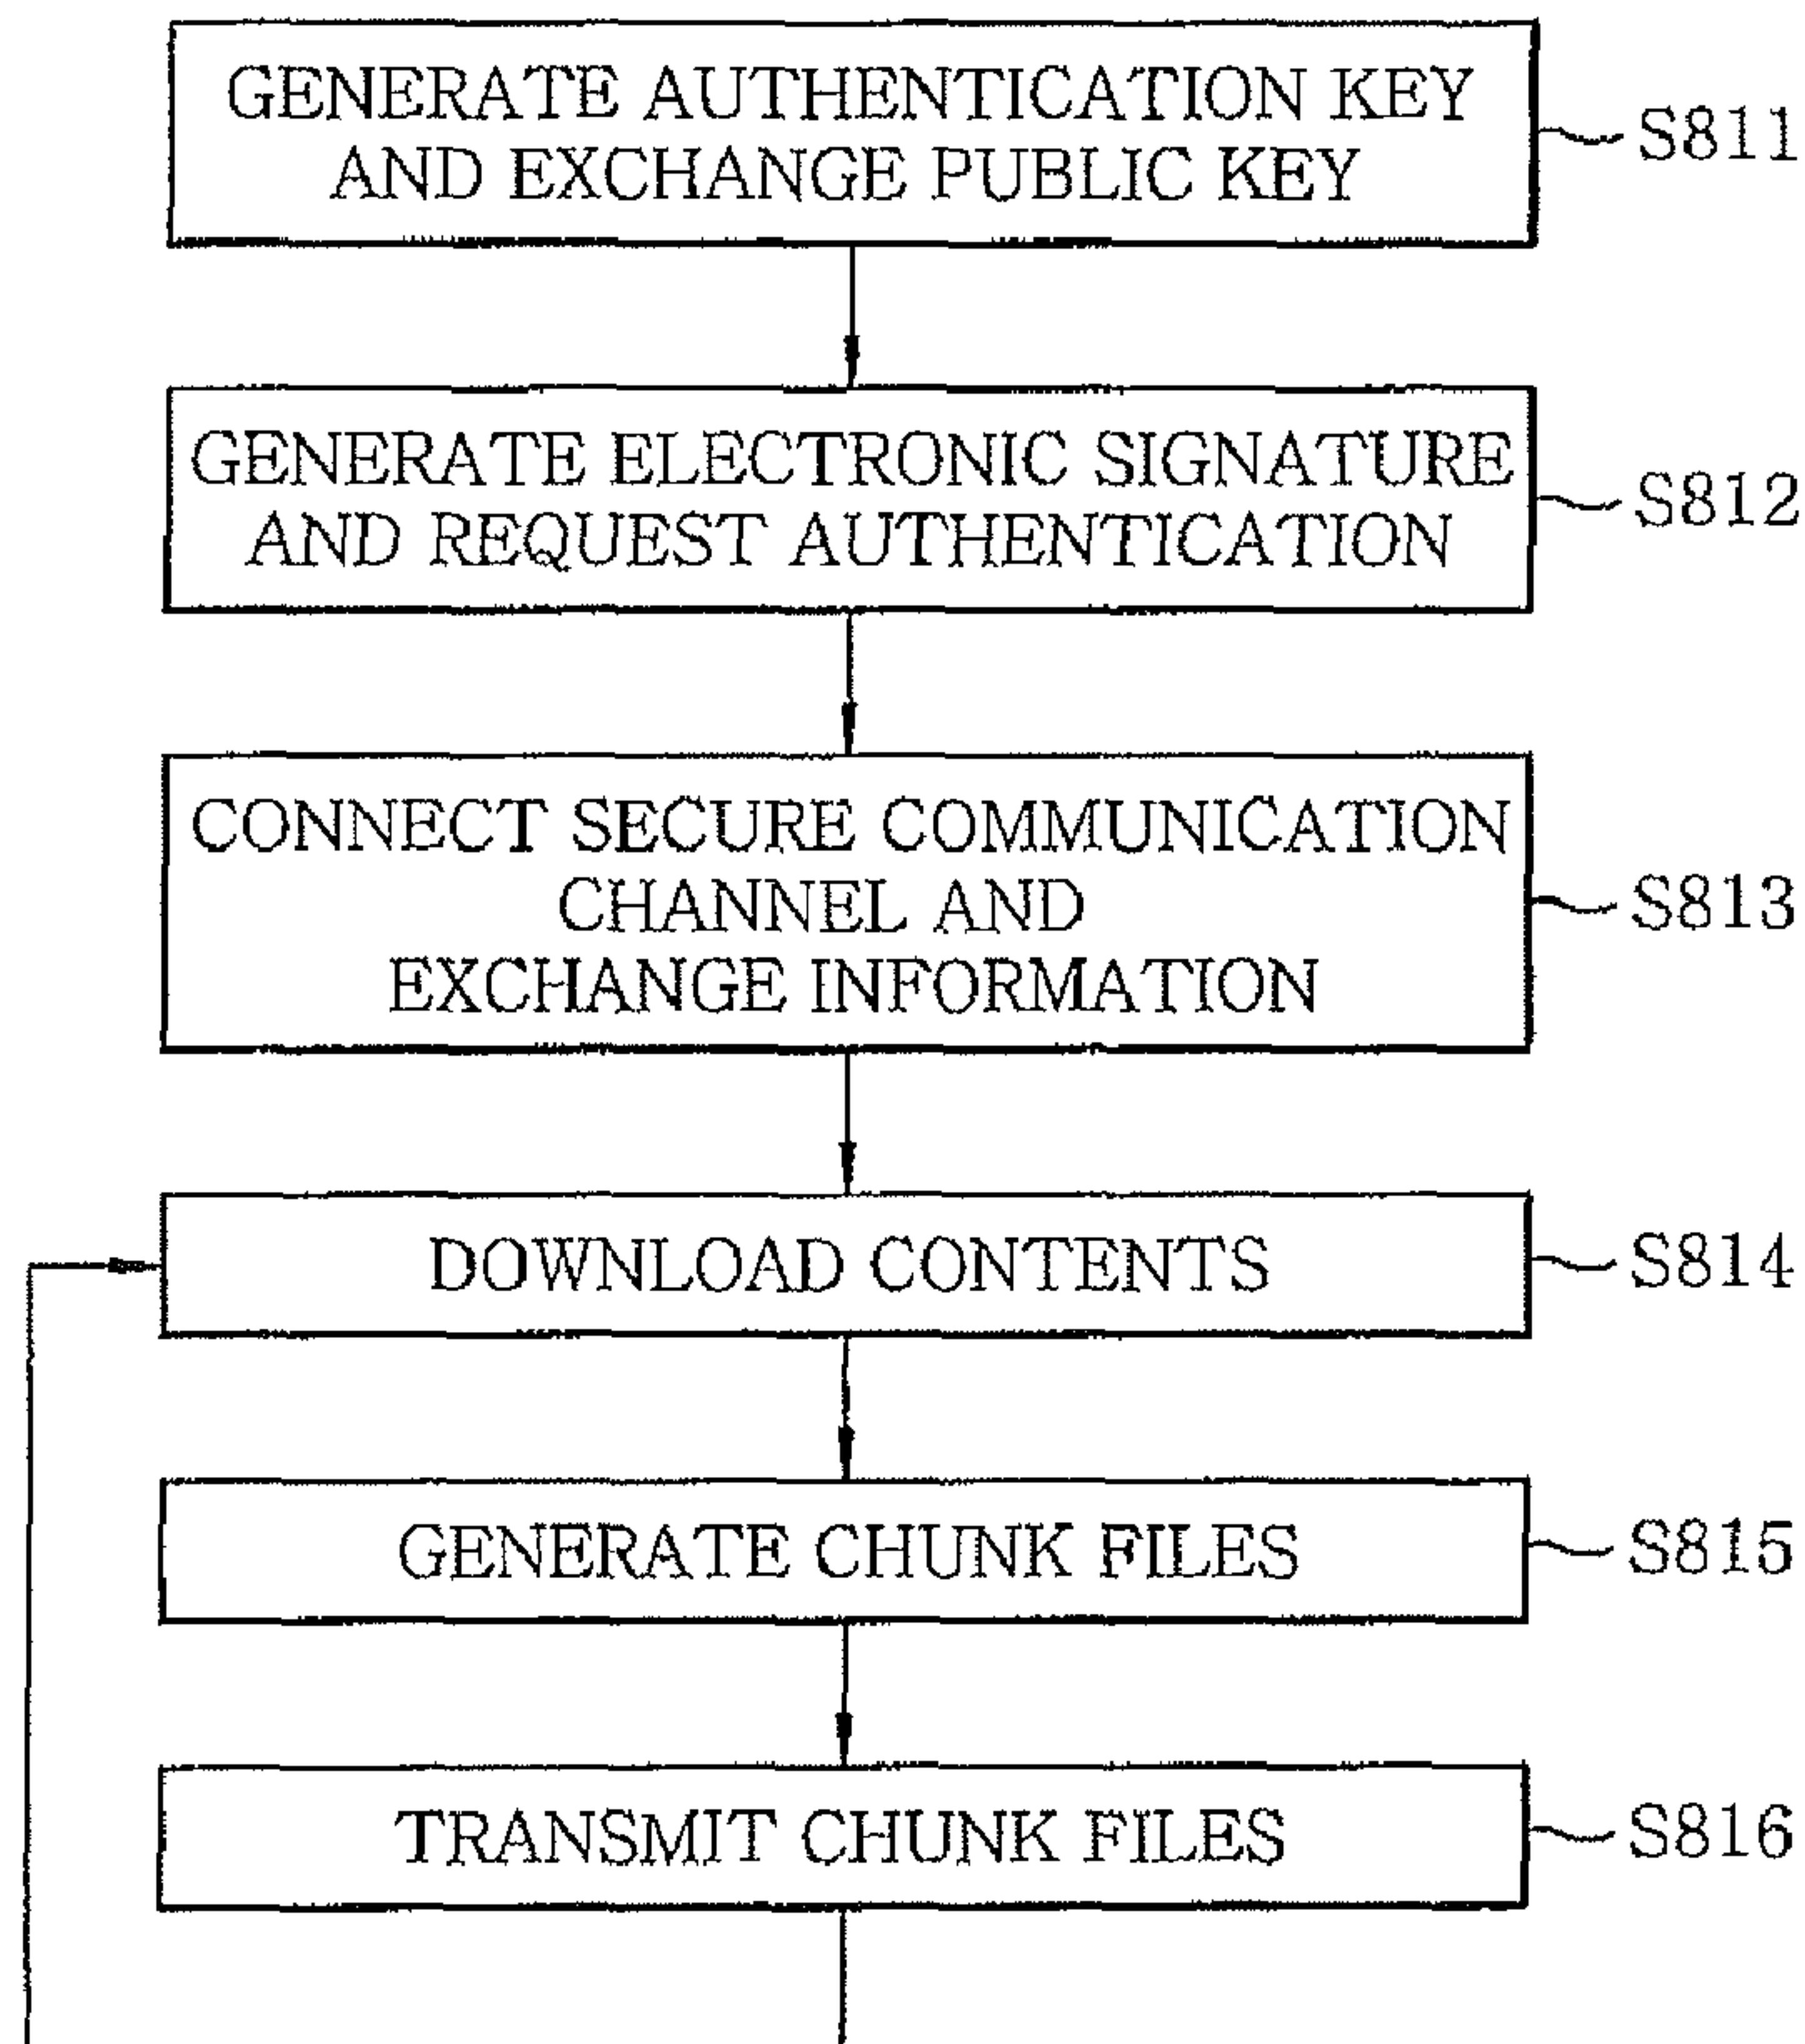 GENERATE AUTHENTICATION KEY
AND EXCHANGE PUBLIC KEY
S811
GENERATE ELECTRONIC SIGNATURE
AND REQUEST AUTHENTICATION
S812
CONNECT SECURE COMMUNICATION
CHANNEL AND
EXCHANGE INFORMATION
S813
DOWNLOAD CONTENTS
S814
GENERATE CHUNK FILES
S815
TRANSMIT CHUNK FILES
S816